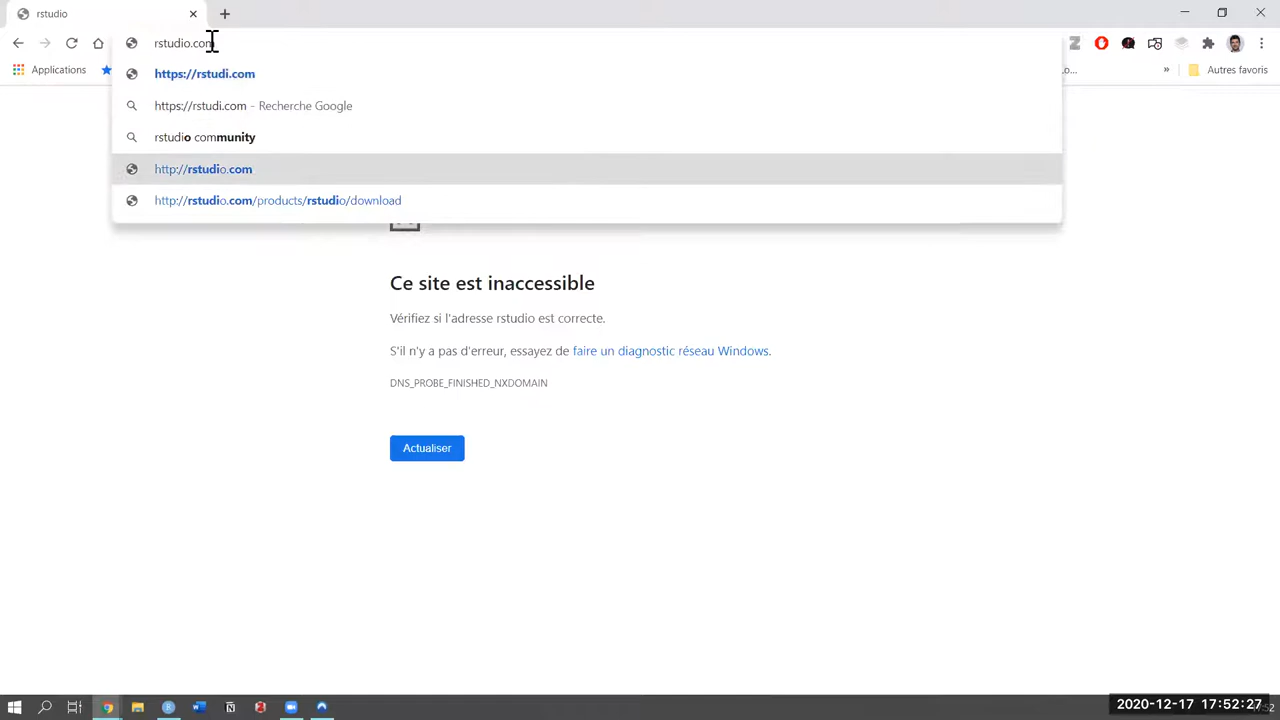 rstudio
rstudio.com
https://rstudi.com
https://rstudi.com - Recherche Google
rstudio community
http://rstudio.com
http://rstudio.com/products/rstudio/download
Applications
Lo...
»
Autres favoris
Ce site est inaccessible
Vérifiez si l'adresse rstudio est correcte.
S'il n'y a pas d'erreur, essayez de faire un diagnostic réseau Windows.
DNS_PROBE_FINISHED_NXDOMAIN
Actualiser
2020-12-17 17:52:27